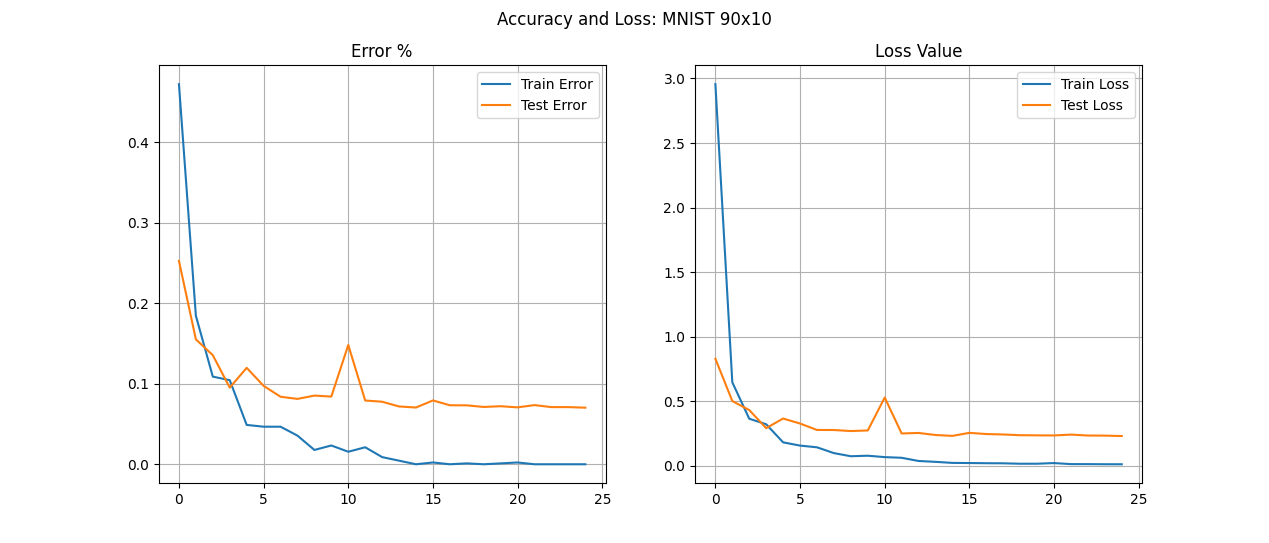 Accuracy and Loss: MNIST 90x10
Error %
Train Error
Test Error
0.4
0.3
0.2
0.1
0.0
0 5 10 15 20 25
Loss Value
Train Loss
Test Loss
3.0
2.5
2.0
1.5
1.0
0.5
0.0
0 5 10 15 20 25